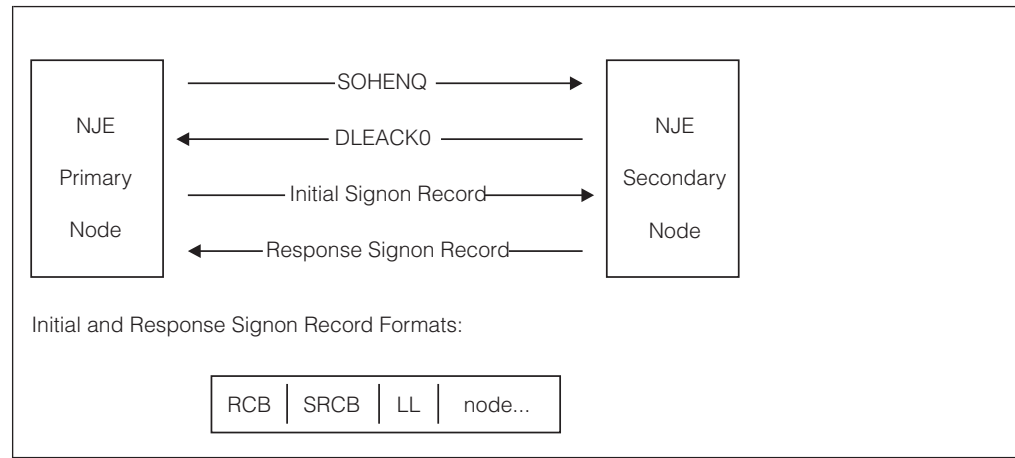 SOHENQ
NJE
Primary
Node
DLEACK0
NJE
Secondary
Node
Initial Signon Record
Response Signon Record
Initial and Response Signon Record Formats:
RCB SRCB LL node...